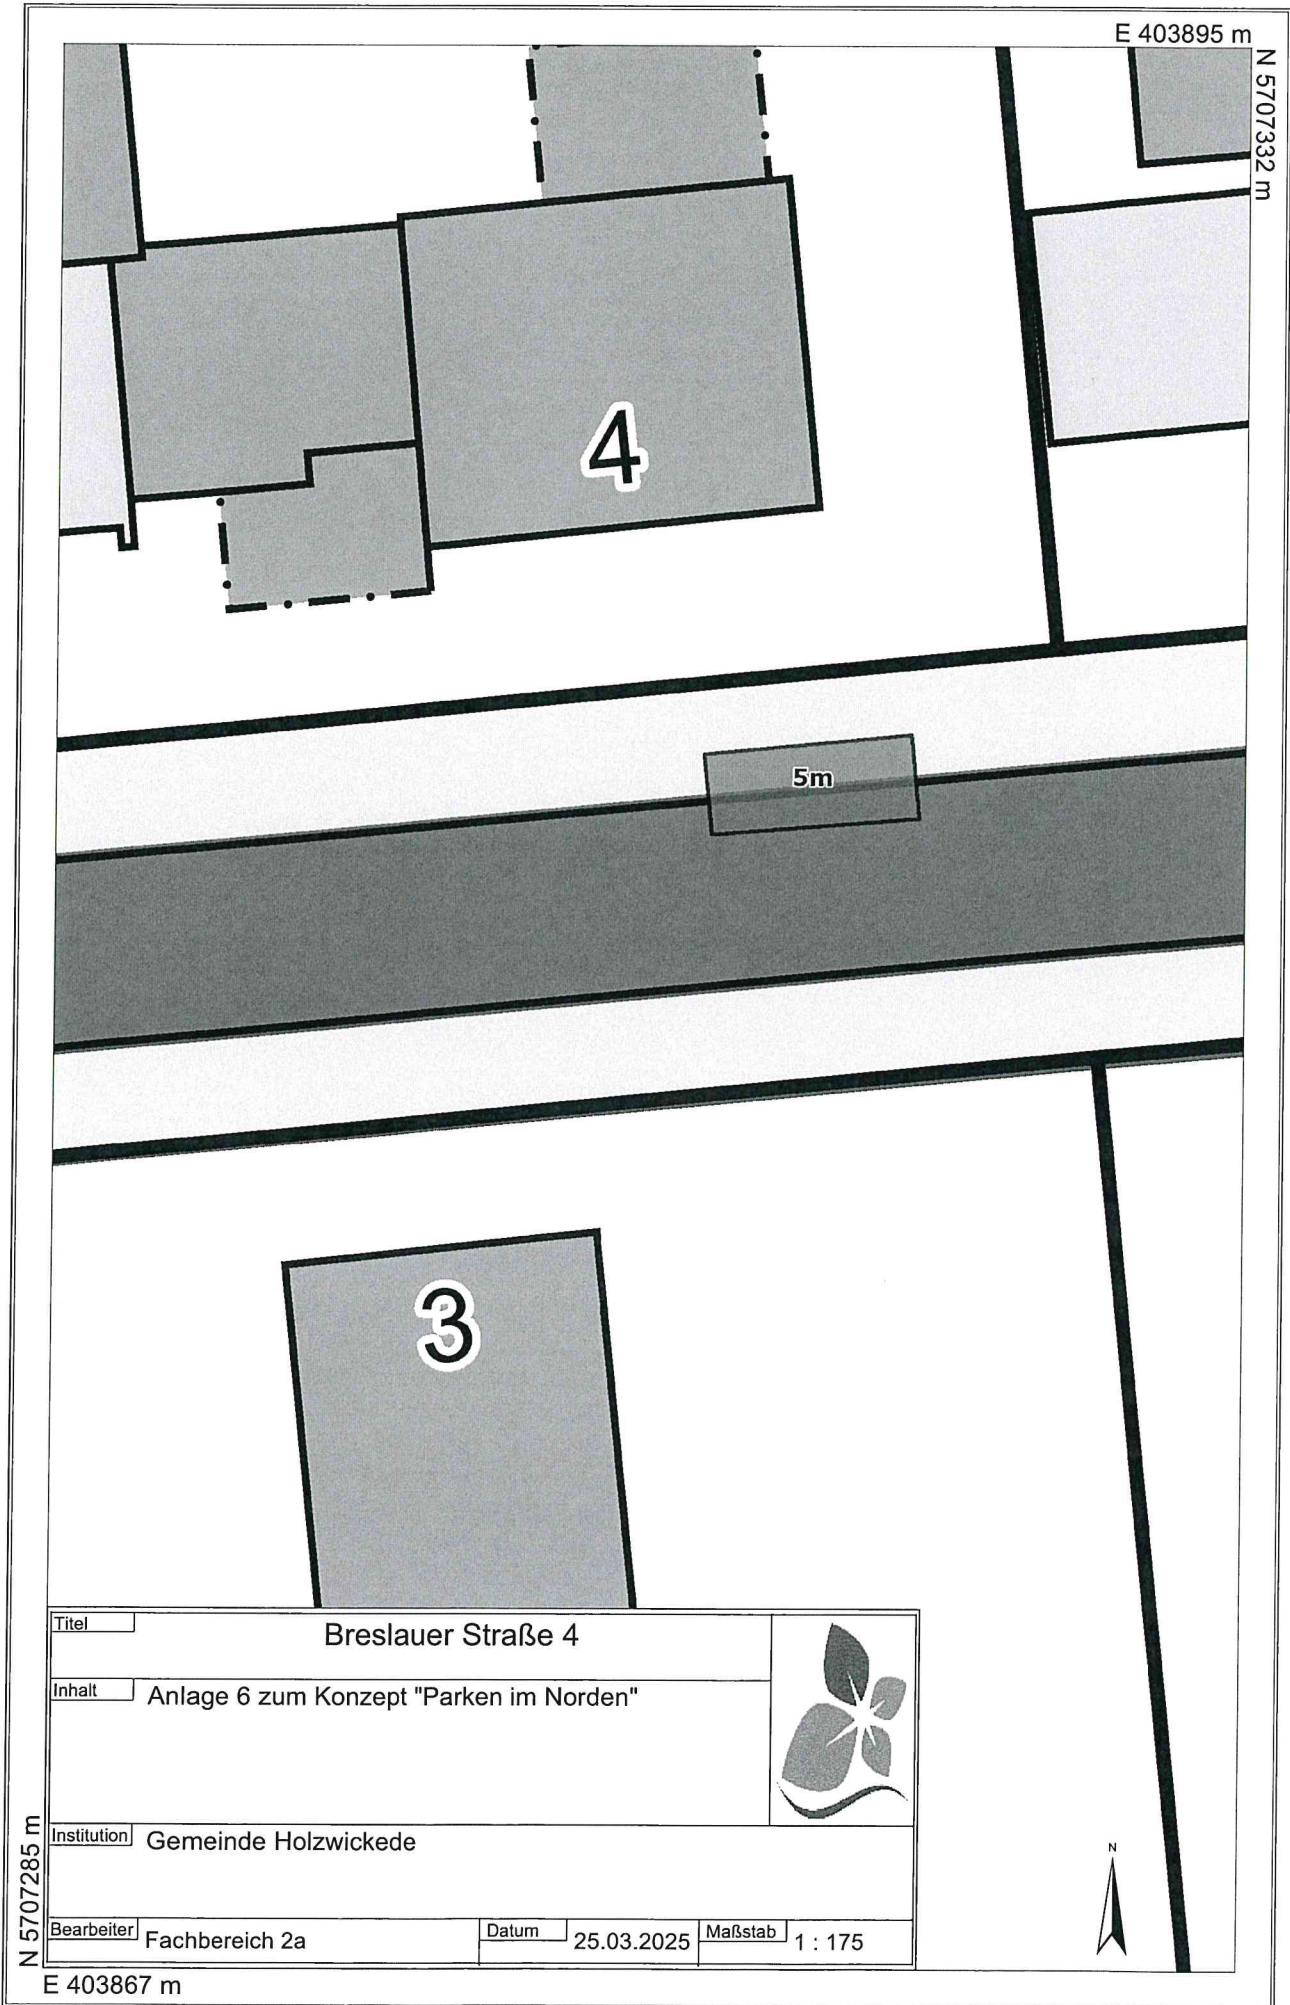 E 403895 m
N 5707332 m
4
5m
3
Titel
Breslauer Straße 4
Inhalt
Anlage 6 zum Konzept "Parken im Norden"
Institution
Gemeinde Holzwickede
Bearbeiter
Fachbereich 2a
Datum
25.03.2025
Maßstab
1 : 175
N
N 5707285 m
E 403867 m